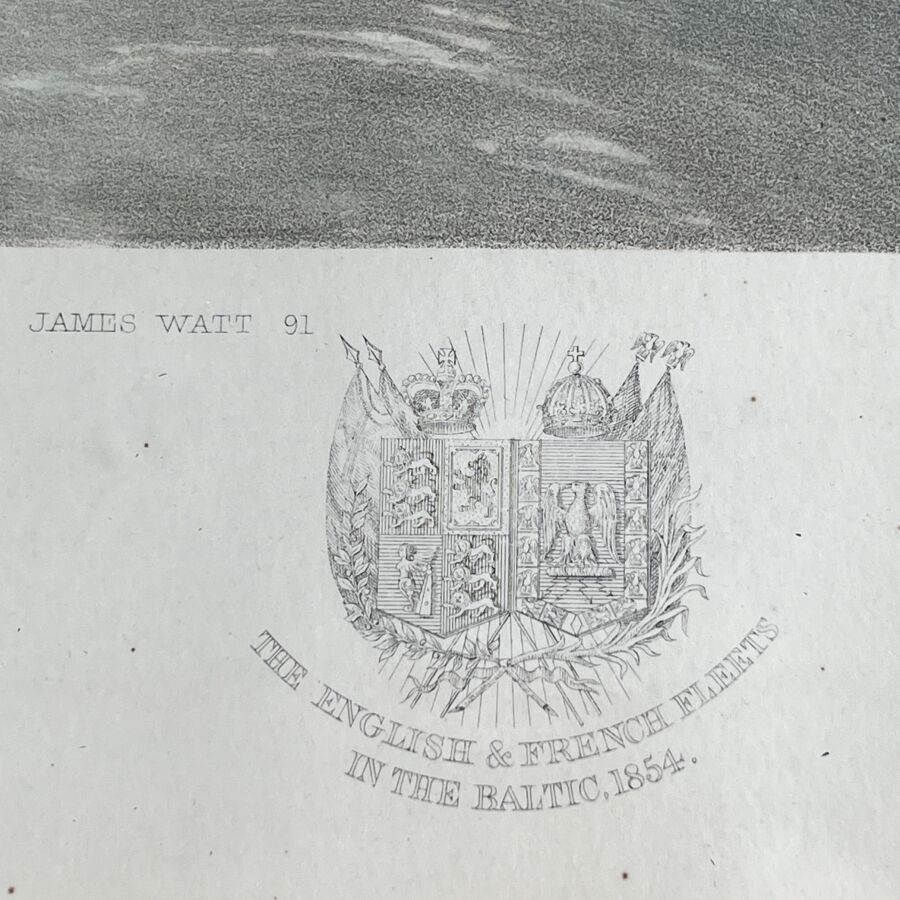 JAMES WATT 91
THE ENGLISH & FRENCH FLEETS
IN THE BALTIC, 1854.